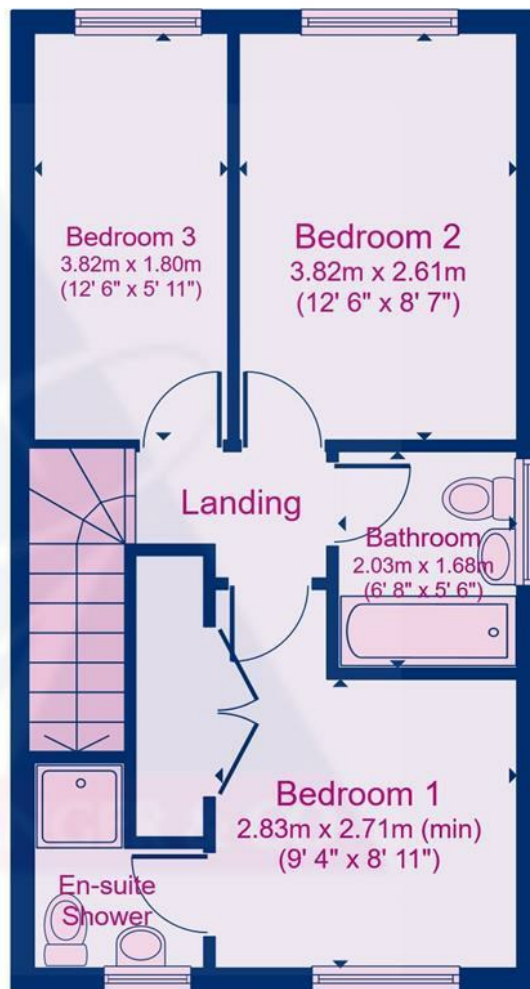 Bedroom 3
3.82m x 1.80m
(12' 6" x 5' 11")
Bedroom 2
3.82m x 2.61m
(12' 6" x 8' 7")
Landing
Bathroom
2.03m x 1.68m
(6' 8" x 5' 6")
Bedroom 1
2.83m x 2.71m (min)
(9' 4" x 8' 11")
En-suite
Shower